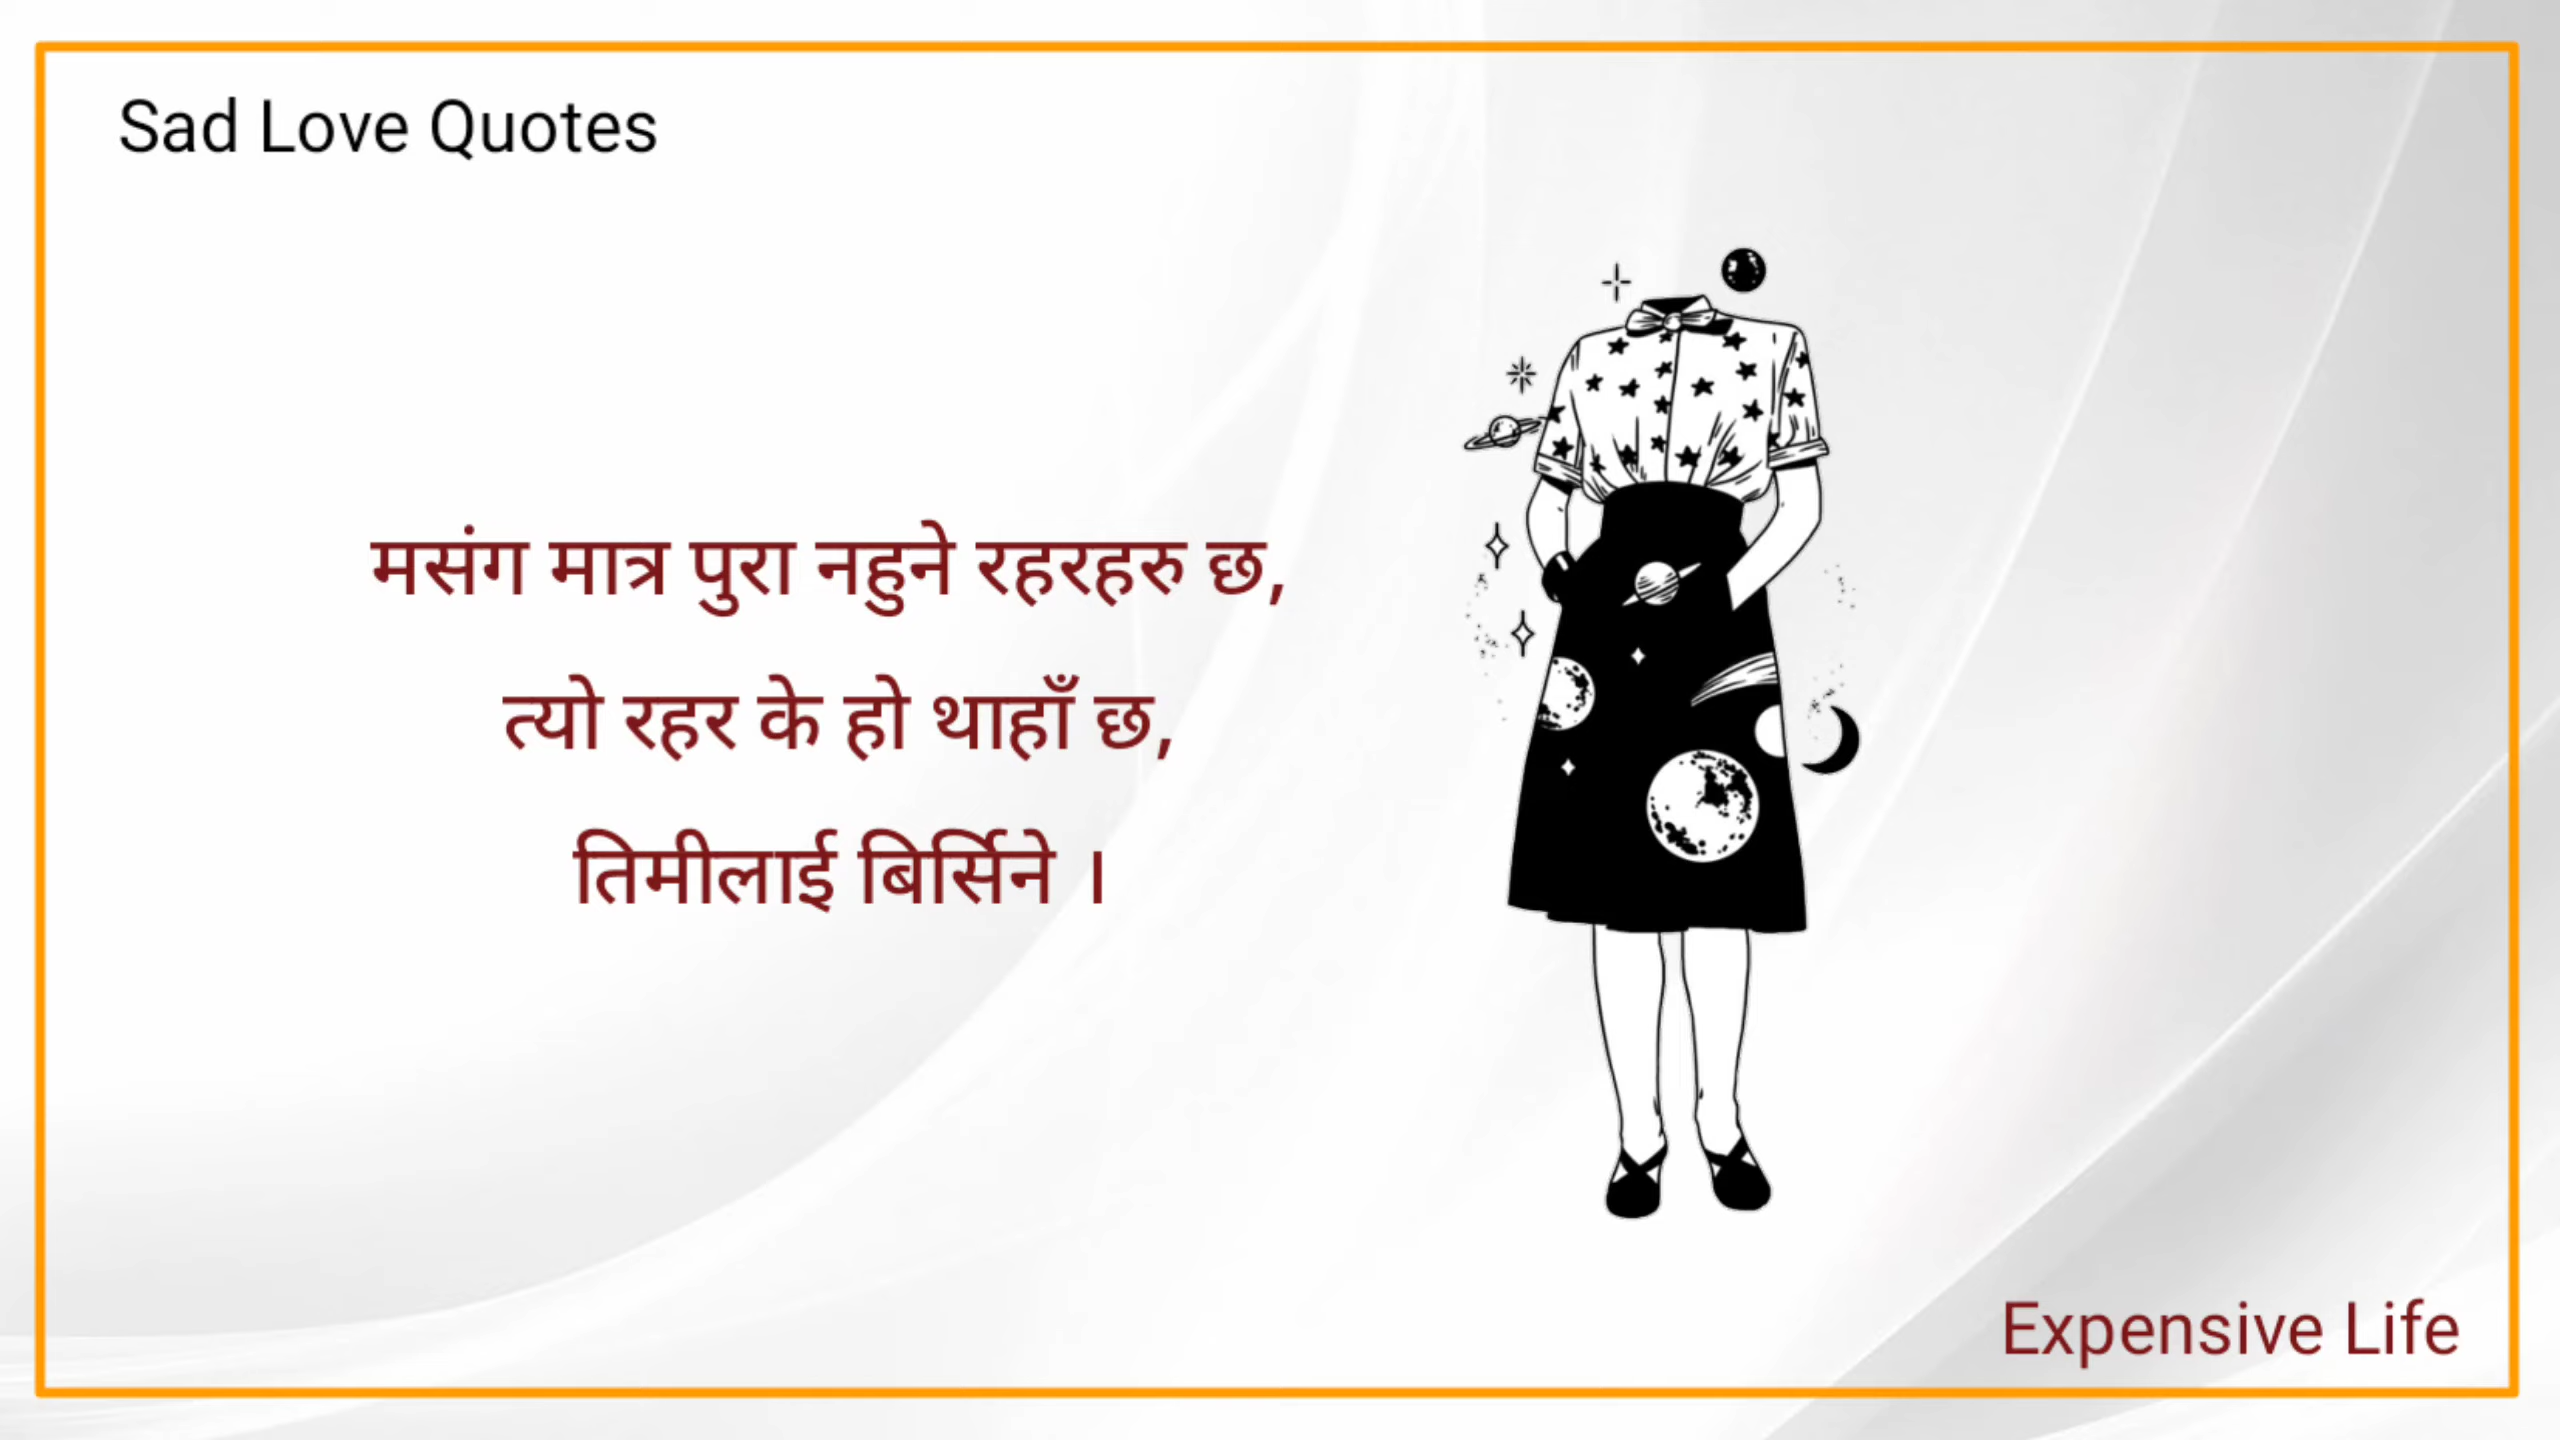 Sad Love Quotes
मसंग मात्र पुरा नहुने रहरहरु छ,
त्यो रहर के हो थाहाँ छ,
तिमीलाई बिर्सिने ।
Expensive Life